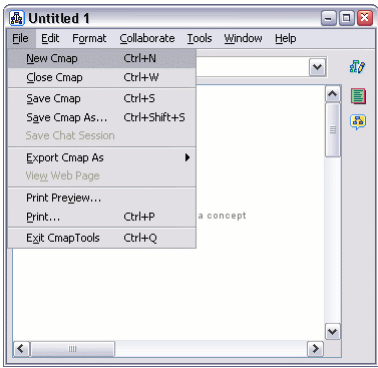 Untitled 1
File Edit Format Collaborate Tools Window Help
New Cmap Ctrl+N
Close Cmap Ctrl+W
Save Cmap Ctrl+S
Save Cmap As... Ctrl+Shift+S
Save Chat Session
Export Cmap As
View Web Page
Print Preview...
Print... Ctrl+P
a concept
Exit CmapTools Ctrl+Q